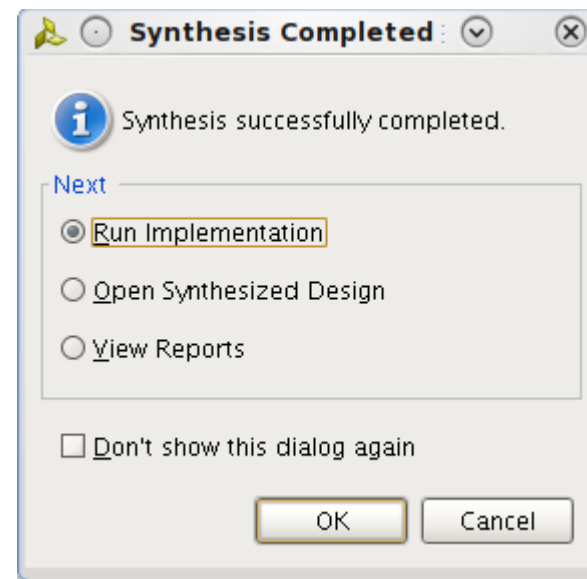 Synthesis Completed
Synthesis successfully completed.
Next
Run Implementation
Open Synthesized Design
View Reports
Don't show this dialog again
OK Cancel